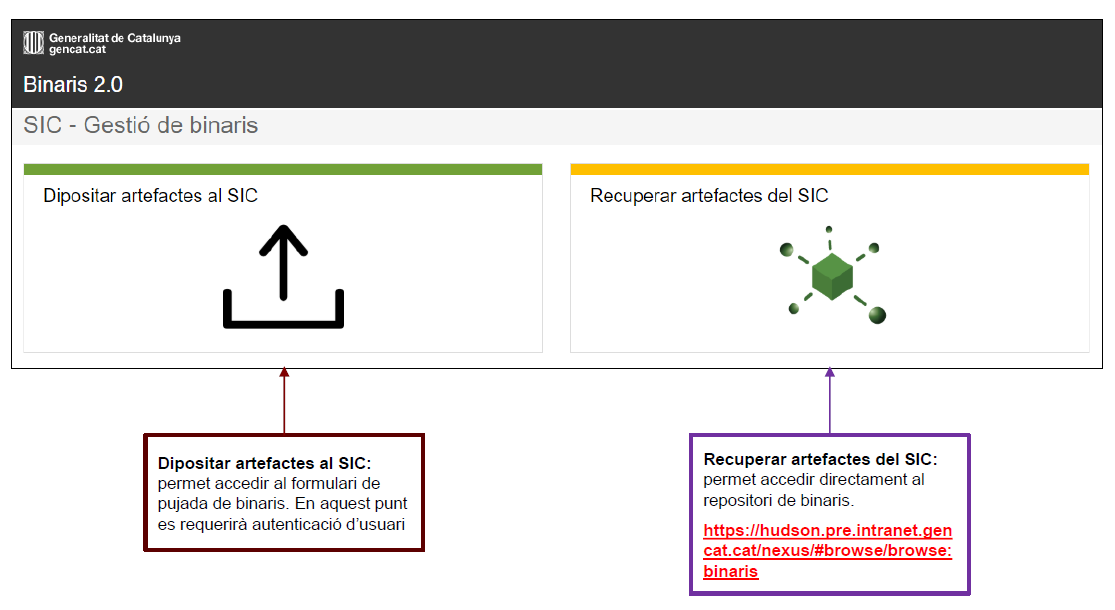 Generalitat de Catalunya
gencat.cat
Binaris 2.0
SIC - Gestió de binaris
Dipositar artefactes al SIC
Recuperar artefactes del SIC
Dipositar artefactes al SIC:
permet accedir al formulari de
pujada de binaris. En aquest punt
es requerirà autenticació d'usuari
Recuperar artefactes del SIC:
permet accedir directament al
repositori de binaris.
https://hudson.pre.intranet.gen
cat.cat/nexus/#browse/browse:
binaris